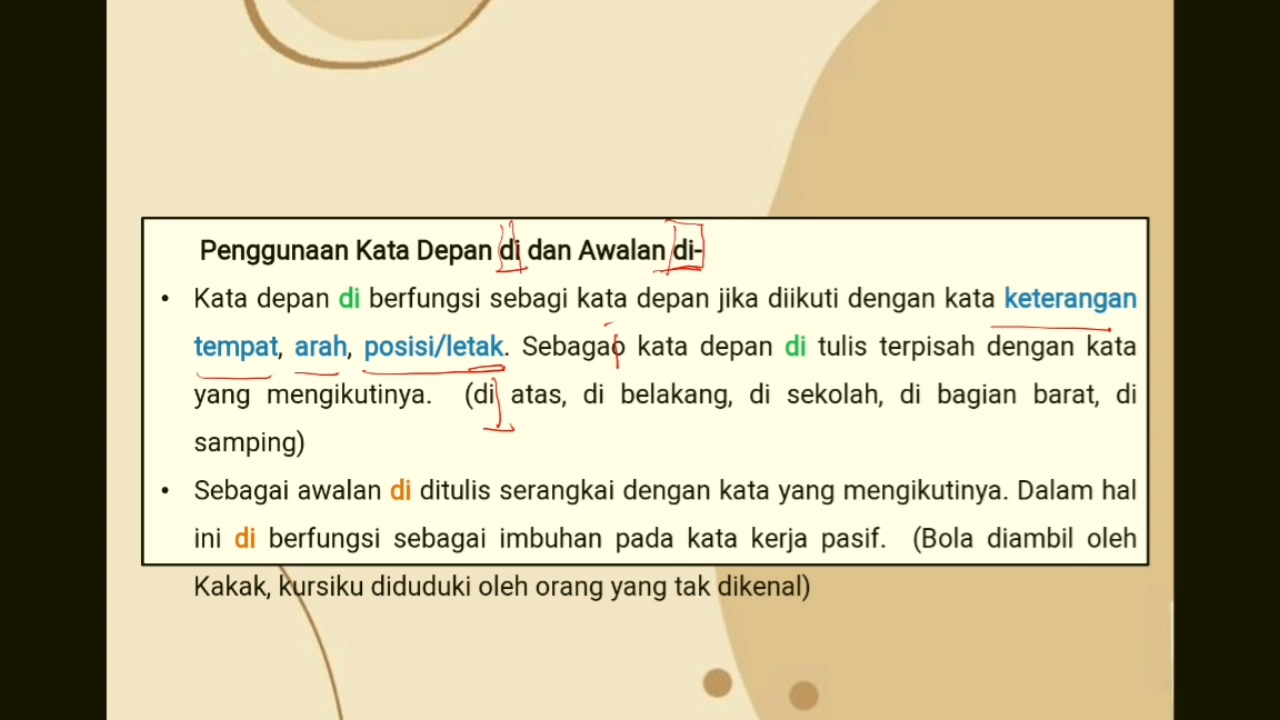 Penggunaan Kata Depan di dan Awalan di-
• Kata depan di berfungsi sebagi kata depan jika diikuti dengan kata keterangan
tempat, arah, posisi/letak. Sebagao kata depan di tulis terpisah dengan kata
yang mengikutinya. (di atas, di belakang, di sekolah, di bagian barat, di
samping)
• Sebagai awalan di ditulis serangkai dengan kata yang mengikutinya. Dalam hal
ini di berfungsi sebagai imbuhan pada kata kerja pasif. (Bola diambil oleh
Kakak, kursiku diduduki oleh orang yang tak dikenal)